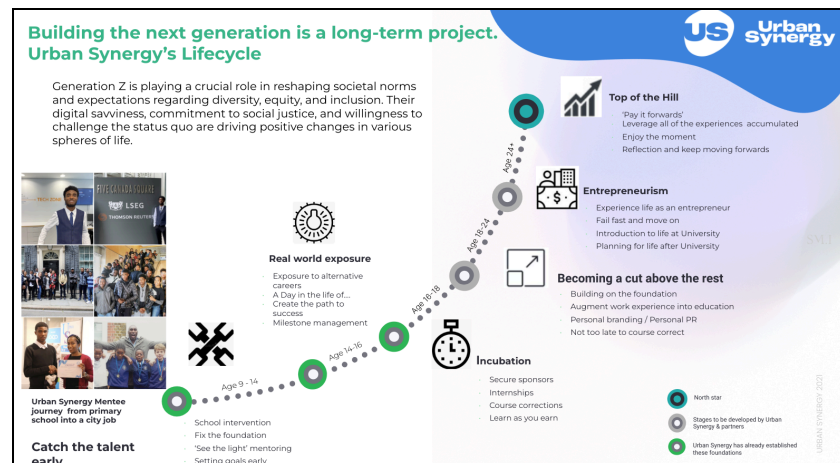 Building the next generation is a long-term project.
Urban Synergy's Lifecycle
US Urban
Synergy
Generation Z is playing a crucial role in reshaping societal norms
and expectations regarding diversity, equity, and inclusion. Their
digital savviness, commitment to social justice, and willingness to
challenge the status quo are driving positive changes in various
spheres of life.
FIVE CANADA SQUARE
LSEG
THOMSON REUTERS
Urban Synergy Mentee
journey from primary
school into a city job
Catch the talent
early
Age 9 - 14
School intervention
Fix the foundation
'See the light' mentoring
Setting goals early
Real world exposure
Exposure to alternative
careers
A Day in the life of...
Create the path to
success
Milestone management
Age 14-16
Incubation
Secure sponsors
Internships
Course corrections
Learn as you earn
Age 16-18
Becoming a cut above the rest
Building on the foundation
Augment work experience into education
Personal branding / Personal PR
Not too late to course correct
Age 18-24
Entrepreneurism
Experience life as an entrepreneur
Fail fast and move on
Introduction to life at University
Planning for life after University
Age 24+
Top of the Hill
'Pay it forwards'
Leverage all of the experiences accumulated
Enjoy the moment
Reflection and keep moving forwards
North star
Stages to be developed by Urban
Synergy & partners
Urban Synergy has already established
these foundations
URBAN SYNERGY 2021